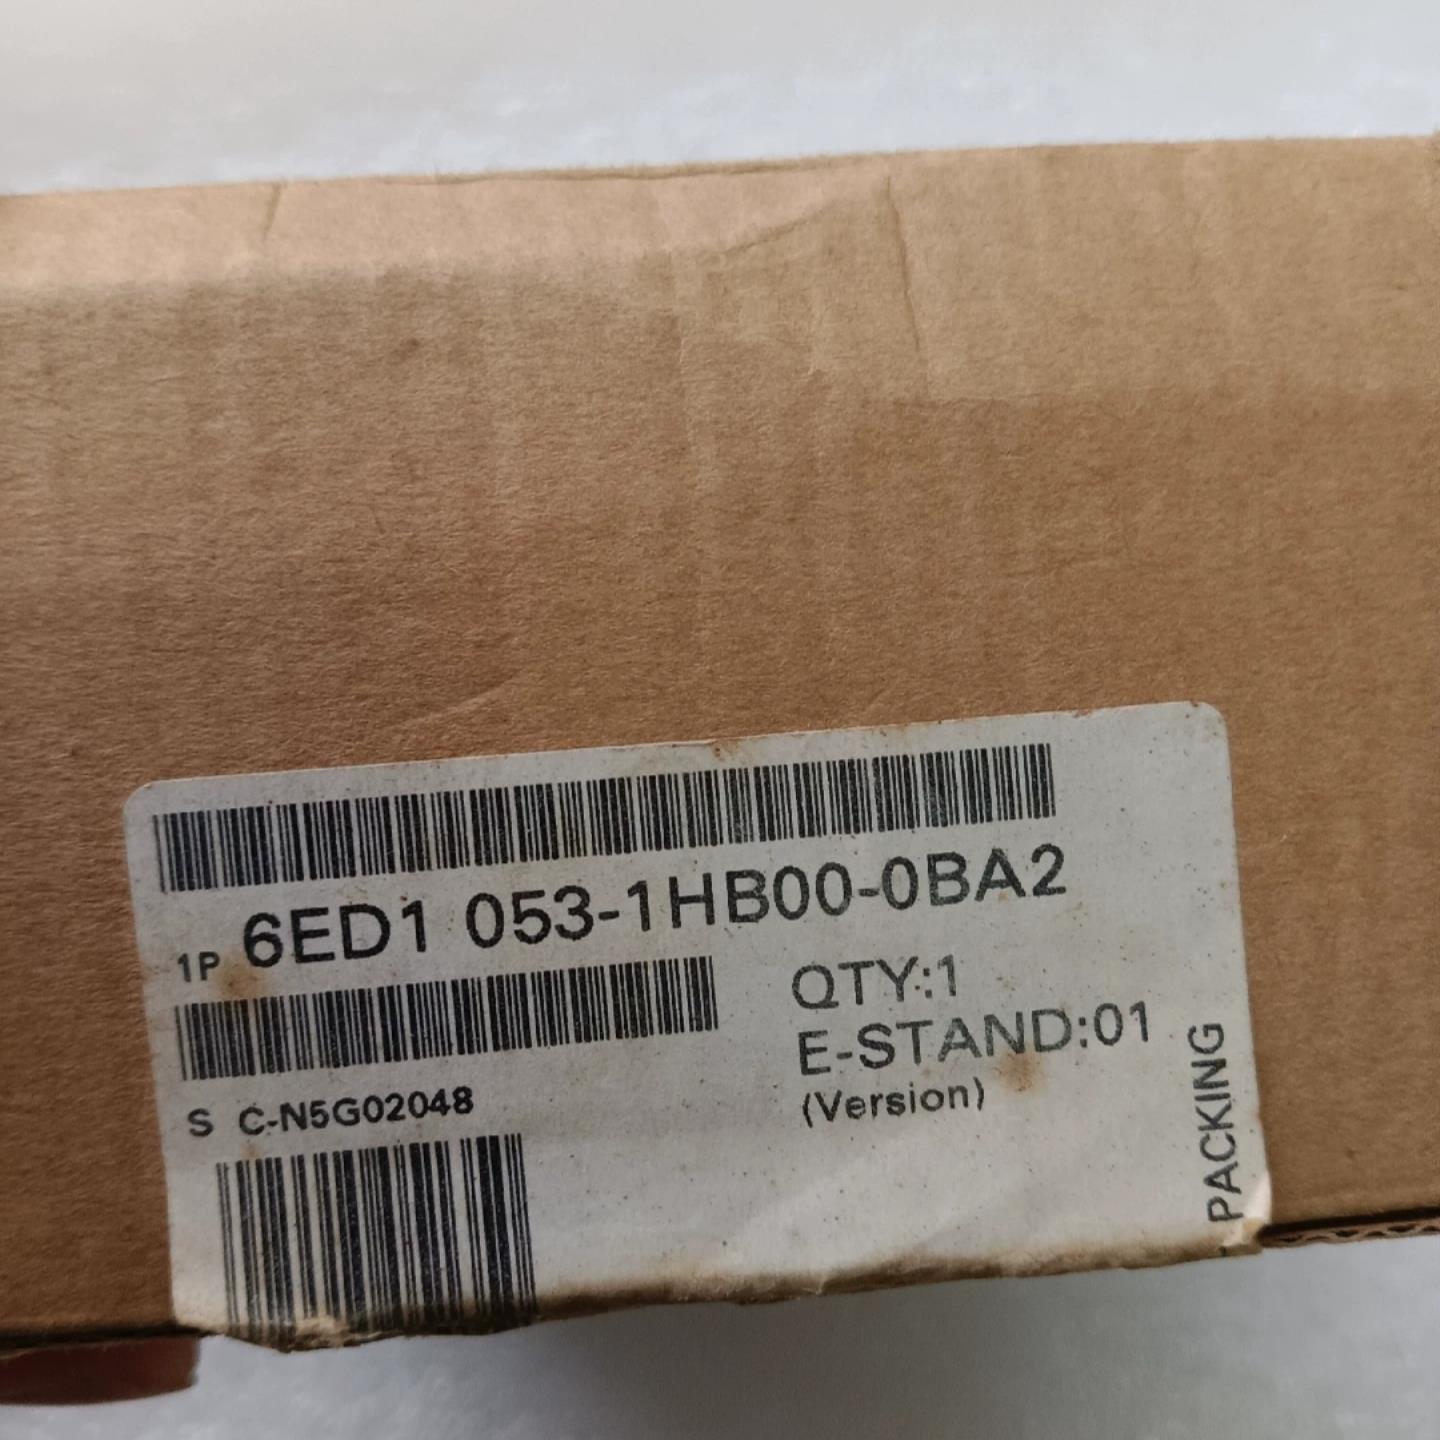 1P 6ED1 053-1HB00-0BA2
S C-N5G02048
QTY:1
E-STAND:01
(Version)
PACKING